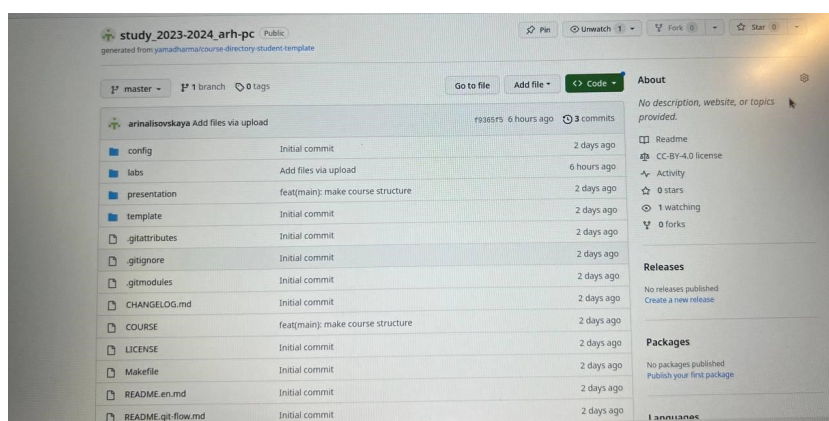 study_2023-2024_arh-pc Public
Pin Unwatch 1 Fork 0 Star 0
generated from yamadharma/course-directory-student-template
master 1 branch 0 tags Go to file Add file <> Code
arinalisovskaya Add files via upload f9365f5 6 hours ago 3 commits
config Initial commit 2 days ago
labs Add files via upload 6 hours ago
presentation feat(main): make course structure 2 days ago
template Initial commit 2 days ago
.gitattributes Initial commit 2 days ago
.gitignore Initial commit 2 days ago
.gitmodules Initial commit 2 days ago
CHANGELOG.md Initial commit 2 days ago
COURSE feat(main): make course structure 2 days ago
LICENSE Initial commit 2 days ago
Makefile Initial commit 2 days ago
README.en.md Initial commit 2 days ago
README.git-flow.md Initial commit 2 days ago
About
No description, website, or topics
provided.
Readme
CC-BY-4.0 license
Activity
0 stars
1 watching
0 forks
Releases
No releases published
Create a new release
Packages
No packages published
Publish your first package
Languages